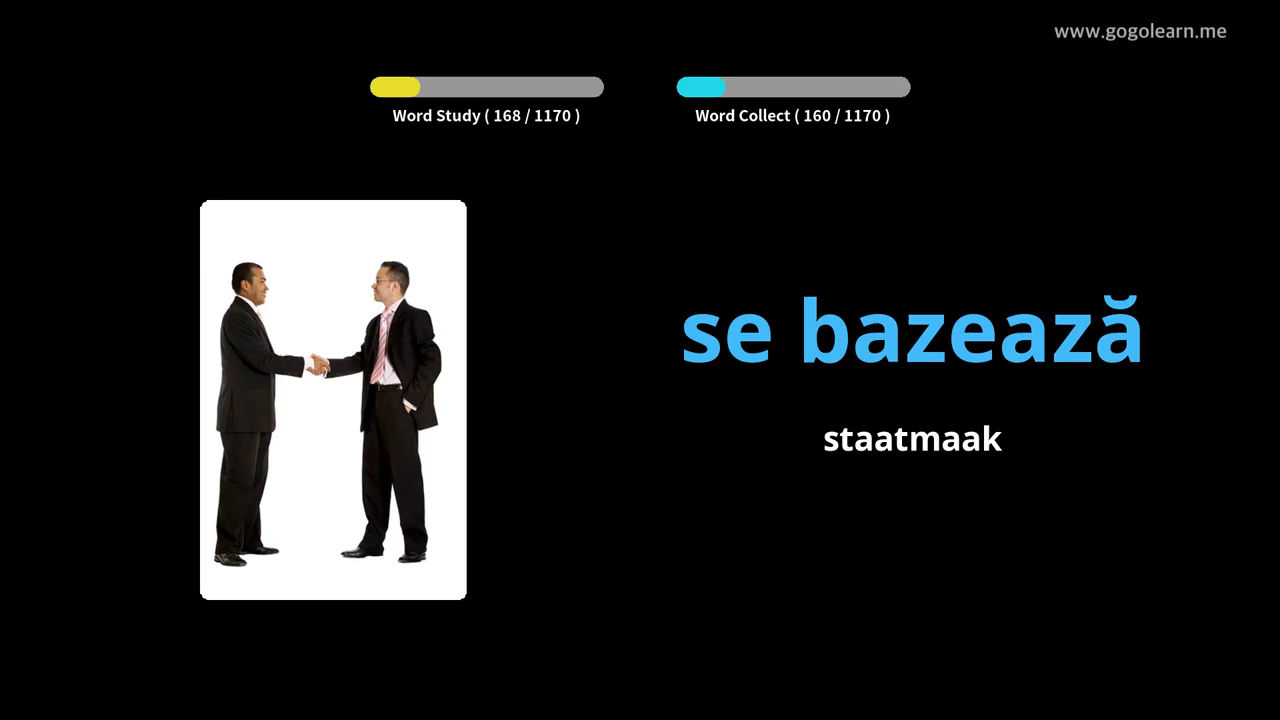 www.gogolearn.me
Word Study ( 168 / 1170 )
Word Collect ( 160 / 1170 )
se bazează
staatmaak